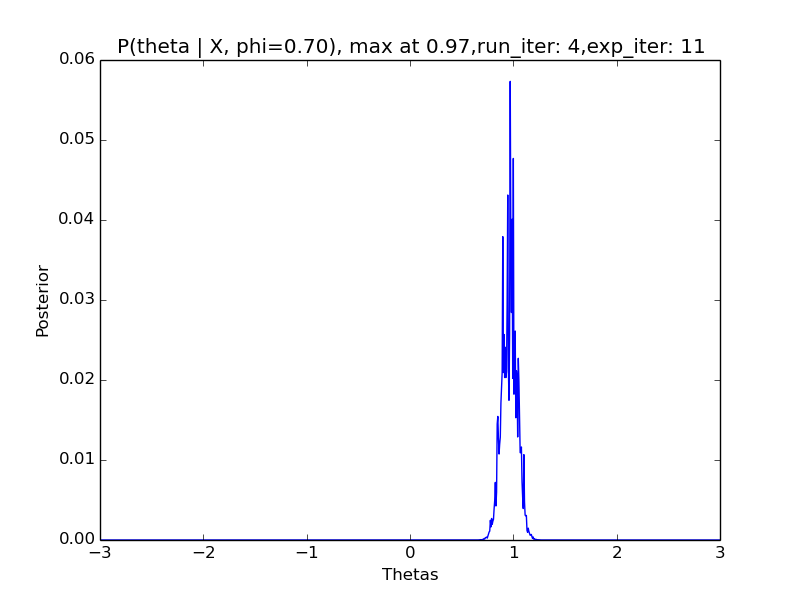 P(theta | X, phi=0.70), max at 0.97,run_iter: 4,exp_iter: 11
0.06
0.05
0.04
0.03
0.02
0.01
0.00
Posterior
−3 −2 −1 0 1 2 3
Thetas